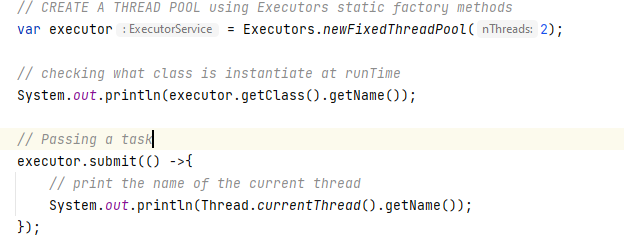 // CREATE A THREAD POOL using Executors static factory methods
var executor : ExecutorService = Executors.newFixedThreadPool( nThreads: 2);
// checking what class is instantiate at runTime
System.out.println(executor.getClass().getName());
// Passing a task
executor.submit(() ->{
// print the name of the current thread
System.out.println(Thread.currentThread().getName());
});